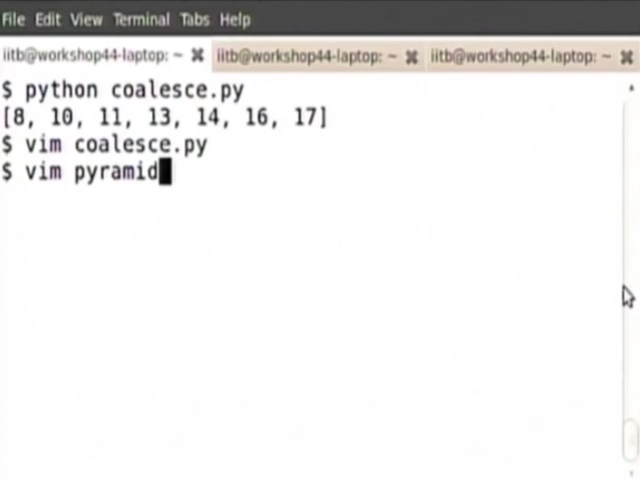 File Edit View Terminal Tabs Help
iitb@workshop44-laptop: ~ ✖ iitb@workshop44-laptop: ~ ✖ iitb@workshop44-laptop: ~ ✖
$ python coalesce.py
[8, 10, 11, 13, 14, 16, 17]
$ vim coalesce.py
$ vim pyramid